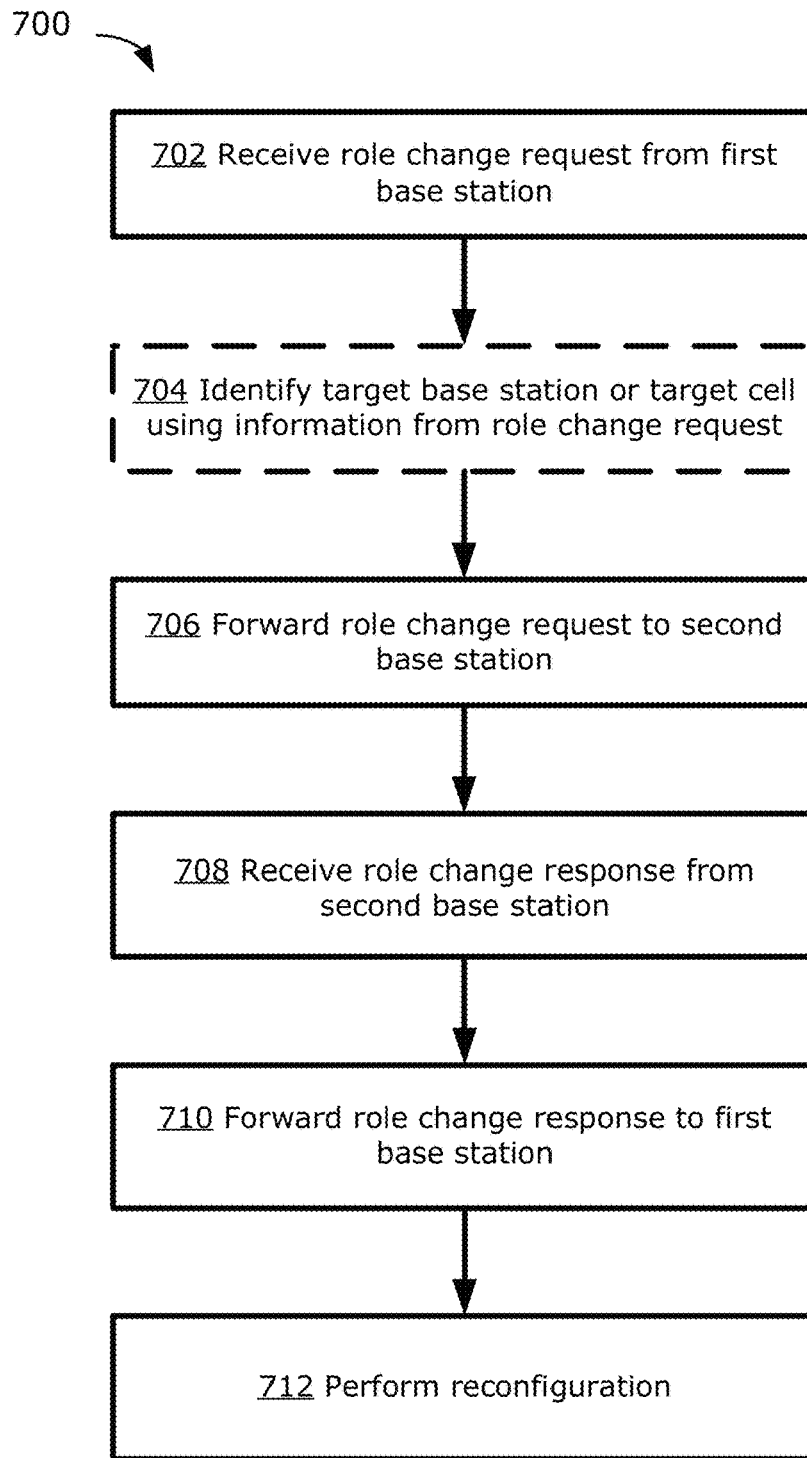 700
702 Receive role change request from first
base station
704 Identify target base station or target cell
using information from role change request
706 Forward role change request to second
base station
708 Receive role change response from
second base station
710 Forward role change response to first
base station
712 Perform reconfiguration